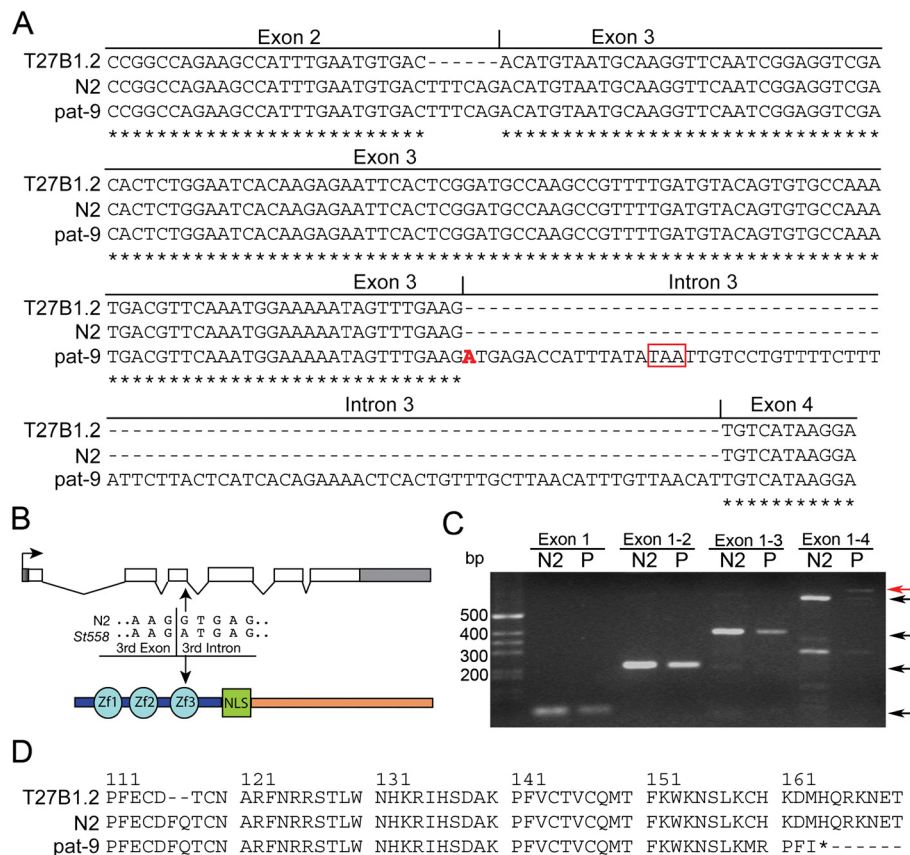 A
Exon 2 Exon 3
T27B1.2 CCGGCCAGAAGCCATTTGAATGTGAC------ACATGTAATGCAAGGTTCAATCGGAGGTCGA
N2 CCGGCCAGAAGCCATTTGAATGTGACTTTCAGACATGTAATGCAAGGTTCAATCGGAGGTCGA
pat-9 CCGGCCAGAAGCCATTTGAATGTGACTTTCAGACATGTAATGCAAGGTTCAATCGGAGGTCGA
************************** *******************************
Exon 3
T27B1.2 CACTCTGGAATCACAAGAGAATTCACTCGGATGCCAAGCCGTTTTGATGTACAGTGTGCCAAA
N2 CACTCTGGAATCACAAGAGAATTCACTCGGATGCCAAGCCGTTTTGATGTACAGTGTGCCAAA
pat-9 CACTCTGGAATCACAAGAGAATTCACTCGGATGCCAAGCCGTTTTGATGTACAGTGTGCCAAA
***************************************************************
Exon 3 Intron 3
T27B1.2 TGACGTTCAAATGGAAAAATAGTTTGAAG----------------------------------
N2 TGACGTTCAAATGGAAAAATAGTTTGAAG----------------------------------
pat-9 TGACGTTCAAATGGAAAAATAGTTTGAAGATGAGACCATTTATATAATTGTCCTGTTTTCTTT
*****************************
Intron 3 Exon 4
T27B1.2 --------------------------------------------------TGTCATAAGGA
N2 --------------------------------------------------TGTCATAAGGA
pat-9 ATTCTTACTCATCACAGAAAACTCACTGTTTGCTTAACATTTGTTAACATTGTCATAAGGA
***********
B
N2 ..AAGGTGAG..
St558 ..AAGATGAG..
3rd Exon 3rd Intron
Zf1 Zf2 Zf3 NLS
C
Exon 1 Exon 1-2 Exon 1-3 Exon 1-4
bp N2 P N2 P N2 P N2 P
500
400
300
200
D
111 121 131 141 151 161
T27B1.2 PFECD--TCN ARFNRRSTLW NHKRIHSDAK PFVCTVCQMT FKWKNSLKCH KDMHQRKNET
N2 PFECDFQTCN ARFNRRSTLW NHKRIHSDAK PFVCTVCQMT FKWKNSLKCH KDMHQRKNET
pat-9 PFECDFQTCN ARFNRRSTLW NHKRIHSDAK PFVCTVCQMT FKWKNSLKMR PFI*------